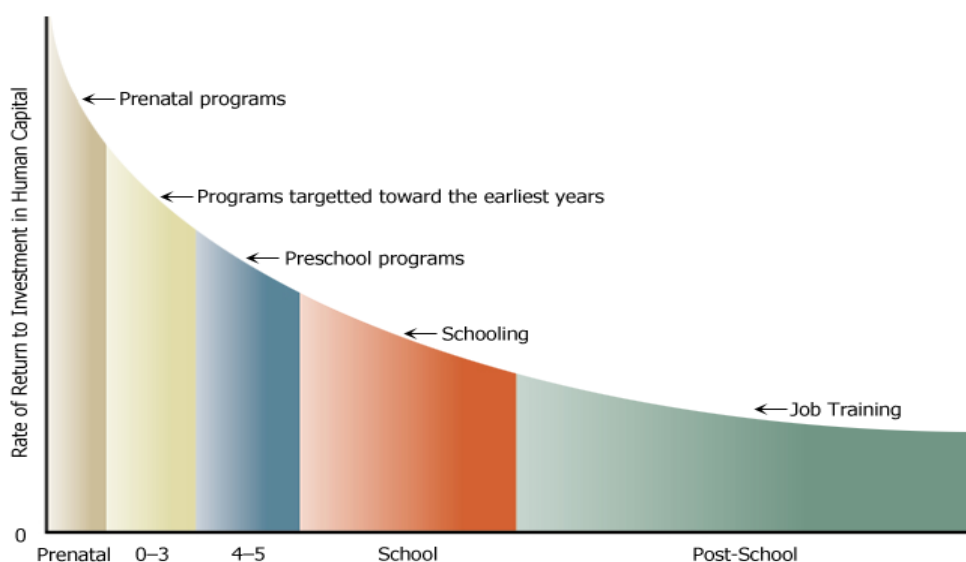 Rate of Return to Investment in Human Capital
Prenatal programs
Programs targetted toward the earliest years
Preschool programs
Schooling
Job Training
0
Prenatal
0–3
4–5
School
Post-School